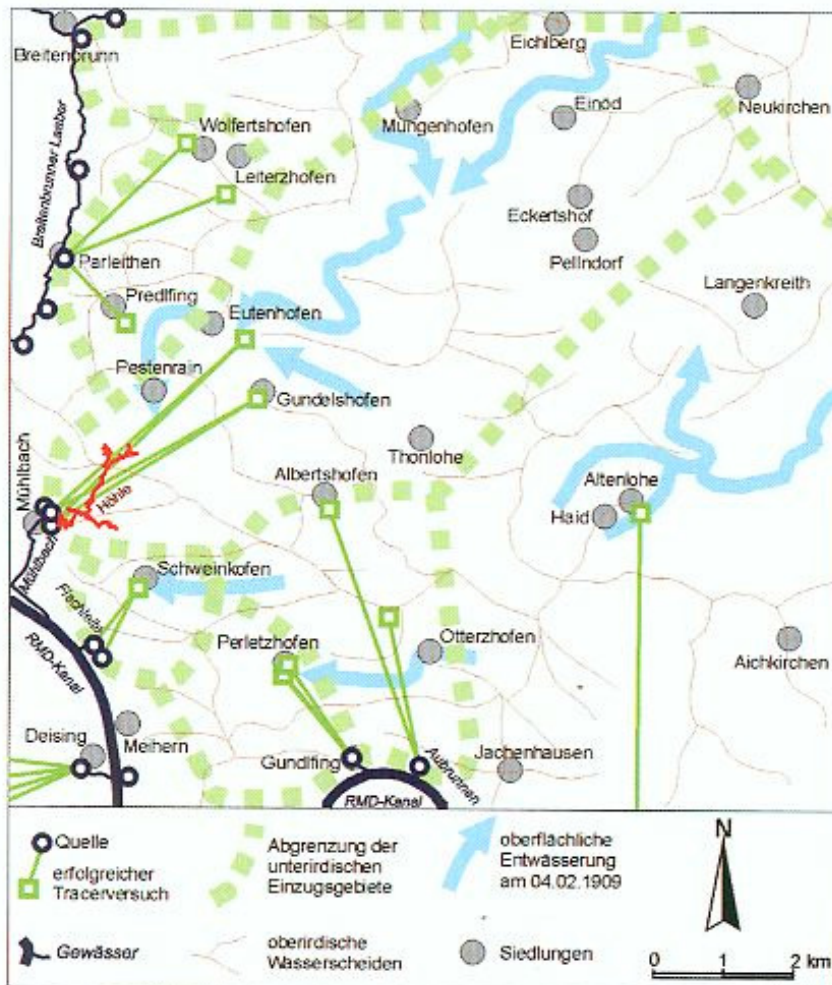 Eichlberg
Breitenbrunn
Neukirchen
Einöd
Mungenhofen
Wolfertshofen
Leiterzhofen
Breitenbrunner Laaber
Eckertshof
Pellndorf
Parleithen
Langenkreith
Predlfing
Eutenhofen
Pestenrain
Gundelshofen
Thonlohe
Mühlbach
Höhle
Albertshofen
Altenlohe
Haid
Mühlbach
Schweinkofen
Perletzhofen
Otterzhofen
Aichkirchen
RMD-Kanal
Deising
Meihern
Gundlfing
Aubrunnen
Jachenhausen
RMD-Kanal
Quelle
erfolgreicher
Tracerversuch
Abgrenzung der
unterirdischen
Einzugsgebiete
oberflächliche
Entwässerung
am 04.02.1909
N
Gewässer
oberirdische
Wasserscheiden
Siedlungen
0 1 2 km